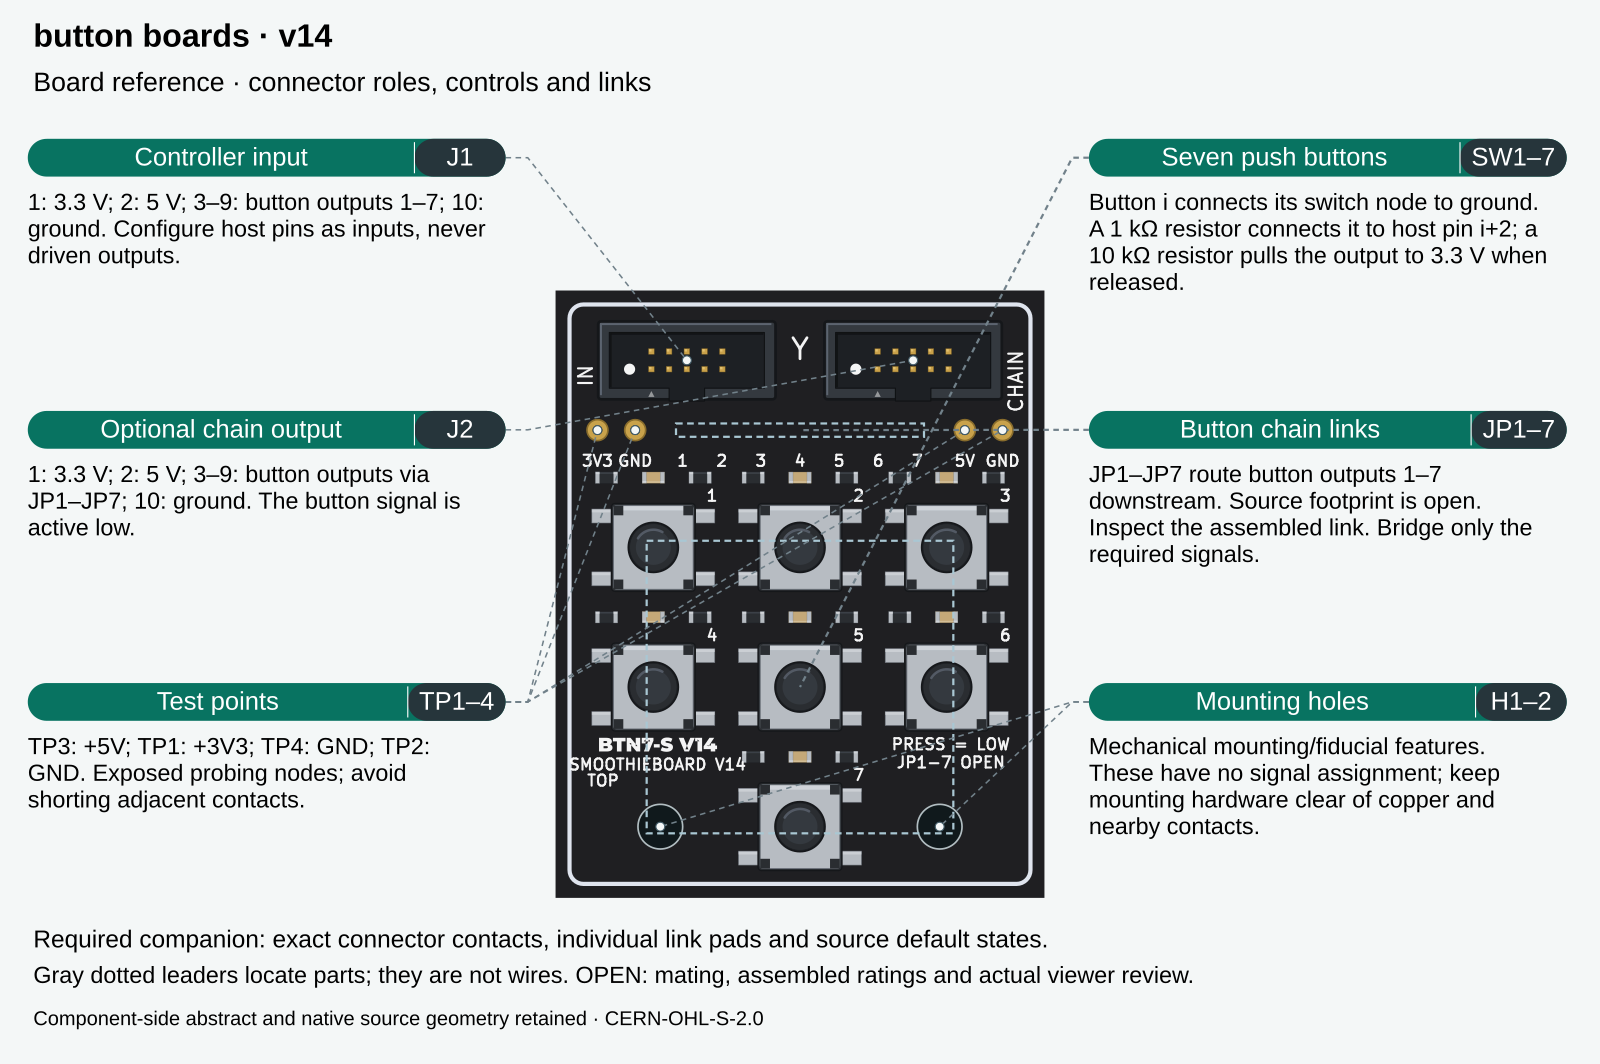 button boards · v14
Board reference · connector roles, controls and links
Controller input J1
1: 3.3 V; 2: 5 V; 3–9: button outputs 1–7; 10:
ground. Configure host pins as inputs, never
driven outputs.
Optional chain output J2
1: 3.3 V; 2: 5 V; 3–9: button outputs via
JP1–JP7; 10: ground. The button signal is
active low.
Test points TP1–4
TP3: +5V; TP1: +3V3; TP4: GND; TP2:
GND. Exposed probing nodes; avoid
shorting adjacent contacts.
IN
Y
CHAIN
3V3 GND 1 2 3 4 5 6 7 5V GND
1 2 3
4 5 6
BTN7-S V14
SMOOTHIEBOARD V14
TOP
PRESS = LOW
JP1-7 OPEN
7
Seven push buttons SW1–7
Button i connects its switch node to ground.
A 1 kΩ resistor connects it to host pin i+2; a
10 kΩ resistor pulls the output to 3.3 V when
released.
Button chain links JP1–7
JP1–JP7 route button outputs 1–7
downstream. Source footprint is open.
Inspect the assembled link. Bridge only the
required signals.
Mounting holes H1–2
Mechanical mounting/fiducial features.
These have no signal assignment; keep
mounting hardware clear of copper and
nearby contacts.
Required companion: exact connector contacts, individual link pads and source default states.
Gray dotted leaders locate parts; they are not wires. OPEN: mating, assembled ratings and actual viewer review.
Component-side abstract and native source geometry retained · CERN-OHL-S-2.0